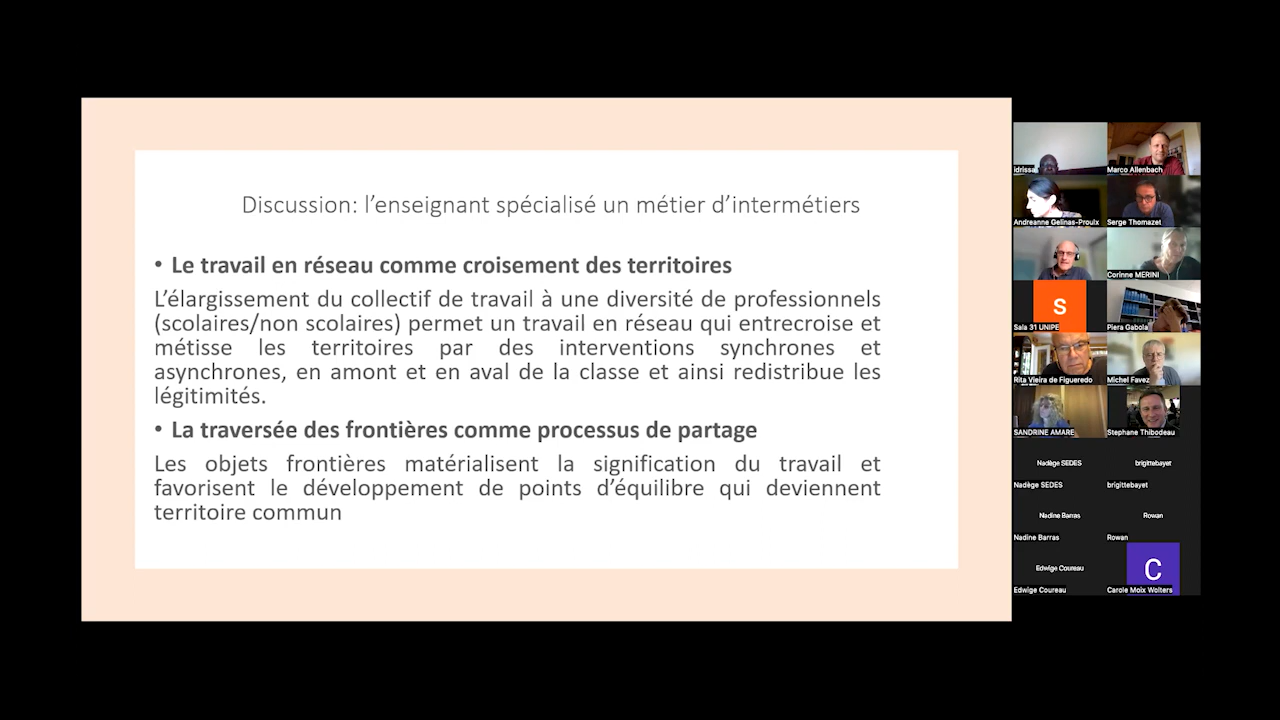 Discussion: l’enseignant spécialisé un métier d’intermétiers
• Le travail en réseau comme croisement des territoires
L’élargissement du collectif de travail à une diversité de professionnels
(scolaires/non scolaires) permet un travail en réseau qui entrecroise et
métisse les territoires par des interventions synchrones et
asynchrones, en amont et en aval de la classe et ainsi redistribue les
légitimités.
• La traversée des frontières comme processus de partage
Les objets frontières matérialisent la signification du travail et
favorisent le développement de points d’équilibre qui deviennent
territoire commun
idrissa
Marco Allenbach
Andreanne Gelinas-Proulx
Serge Thomazet
Corinne MERINI
S
Sala 31 UNIPE
Piera Gabola
Rita Vieira de Figueredo
Michel Favez
SANDRINE AMARE
Stephane Thibodeau
Nadège SEDES
brigittebayet
Nadège SEDES
brigittebayet
Nadine Barras
Rowan
Nadine Barras
Rowan
Edwige Coureau
C
Edwige Coureau
Carole Moix Wolters